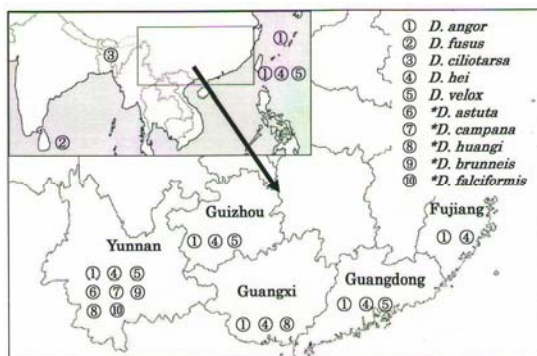 ①
③
① ④ ⑤
②
① D. angor
② D. fusus
③ D. ciliotarsa
④ D. hei
⑤ D. velox
⑥ *D. astuta
⑦ *D. campana
⑧ *D. huangi
⑨ *D. brunneis
⑩ *D. falciformis
Fujiang
① ④
Guizhou
① ④ ⑤
Yunnan
① ④ ⑤
⑥ ⑦ ⑨
⑧ ⑩
Guangxi
① ④ ⑧
Guangdong
① ④ ⑤